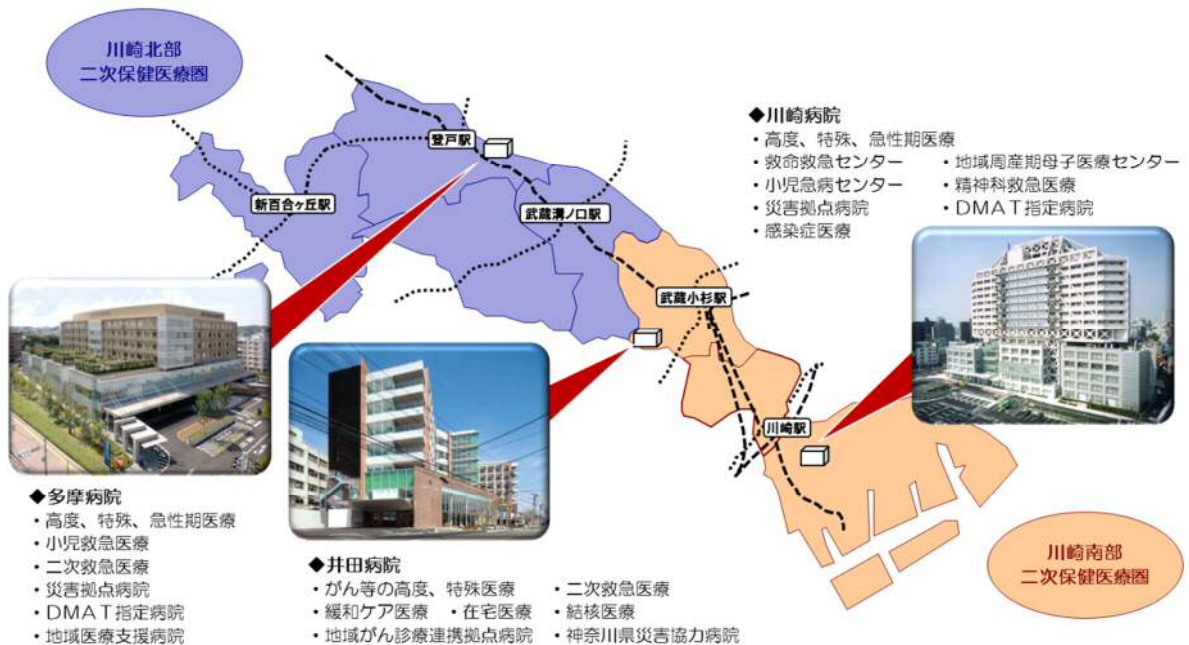 川崎北部
二次保健医療圏
登戸駅
新百合ヶ丘駅
武蔵溝ノ口駅
武蔵小杉駅
川崎駅
◆川崎病院
・高度、特殊、急性期医療
・救命救急センター ・地域周産期母子医療センター
・小児急病センター ・精神科救急医療
・災害拠点病院 ・DMAT指定病院
・感染症医療
◆多摩病院
・高度、特殊、急性期医療
・小児救急医療
・二次救急医療
・災害拠点病院
・DMAT指定病院
・地域医療支援病院
◆井田病院
・がん等の高度、特殊医療 ・二次救急医療
・緩和ケア医療 ・在宅医療 ・結核医療
・地域がん診療連携拠点病院 ・神奈川県災害協力病院
川崎南部
二次保健医療圏